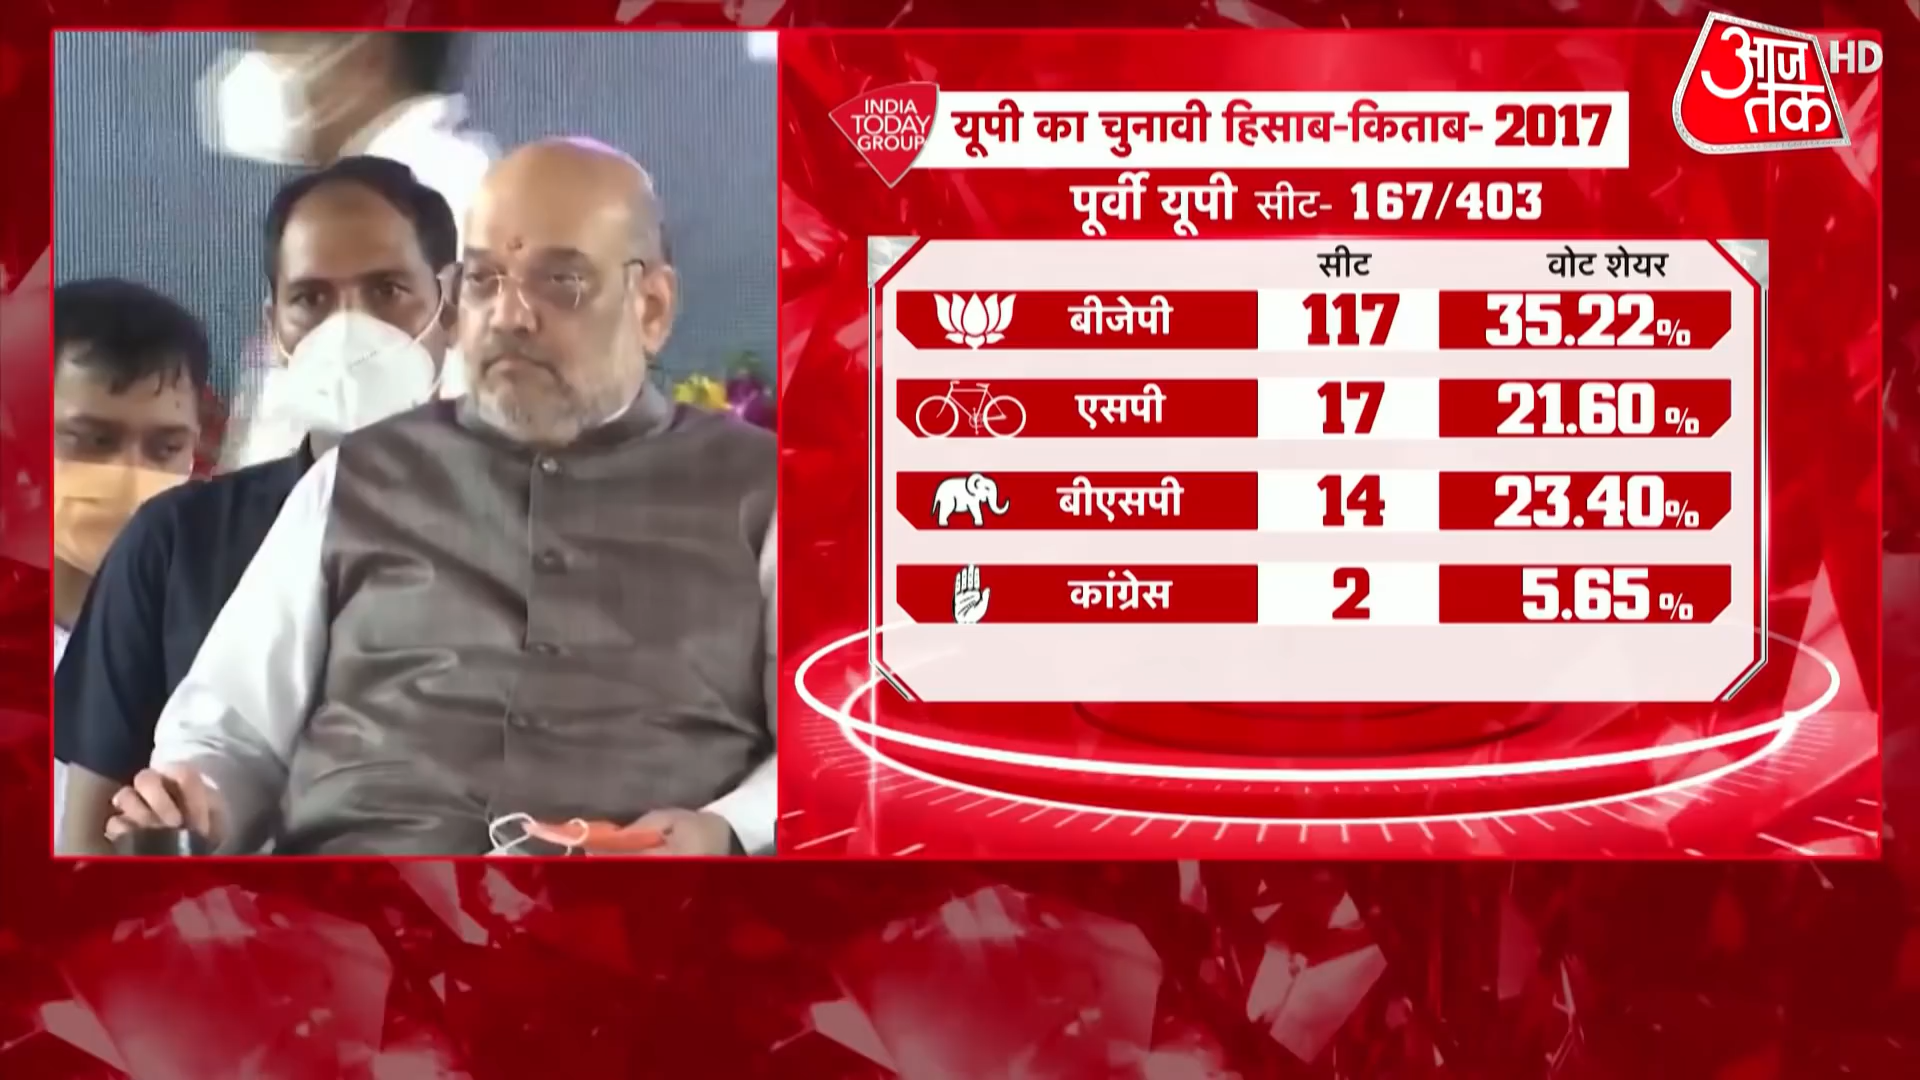 आज
तक
HD
INDIA
TODAY
GROUP
यूपी का चुनावी हिसाब-किताब- 2017
पूर्वी यूपी सीट- 167/403
सीट वोट शेयर
बीजेपी 117 35.22%
एसपी 17 21.60 %
बीएसपी 14 23.40%
कांग्रेस 2 5.65 %